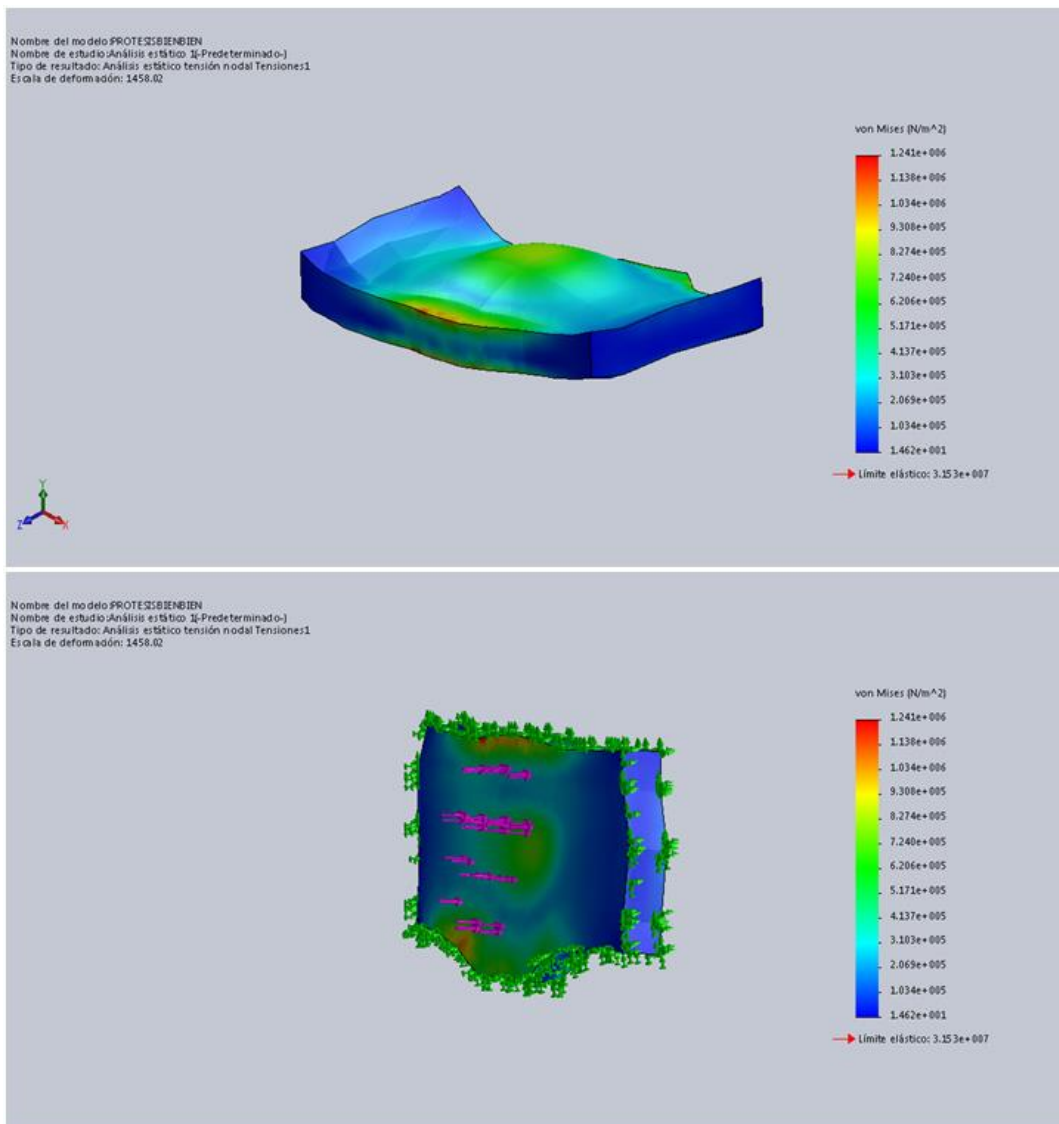 Nombre del modelo:PROTESISBIENBIEN
Nombre de estudio:Análisis estático 1(-Predeterminado-)
Tipo de resultado: Análisis estático tensión nodal Tensiones1
Escala de deformación: 1458.02
von Mises (N/m^2)
1.241e+006
1.138e+006
1.034e+006
9.308e+005
8.274e+005
7.240e+005
6.206e+005
5.171e+005
4.137e+005
3.103e+005
2.069e+005
1.034e+005
1.462e+001
Límite elástico: 3.153e+007
Y
Z
X
Nombre del modelo:PROTESISBIENBIEN
Nombre de estudio:Análisis estático 1(-Predeterminado-)
Tipo de resultado: Análisis estático tensión nodal Tensiones1
Escala de deformación: 1458.02
von Mises (N/m^2)
1.241e+006
1.138e+006
1.034e+006
9.308e+005
8.274e+005
7.240e+005
6.206e+005
5.171e+005
4.137e+005
3.103e+005
2.069e+005
1.034e+005
1.462e+001
Límite elástico: 3.153e+007